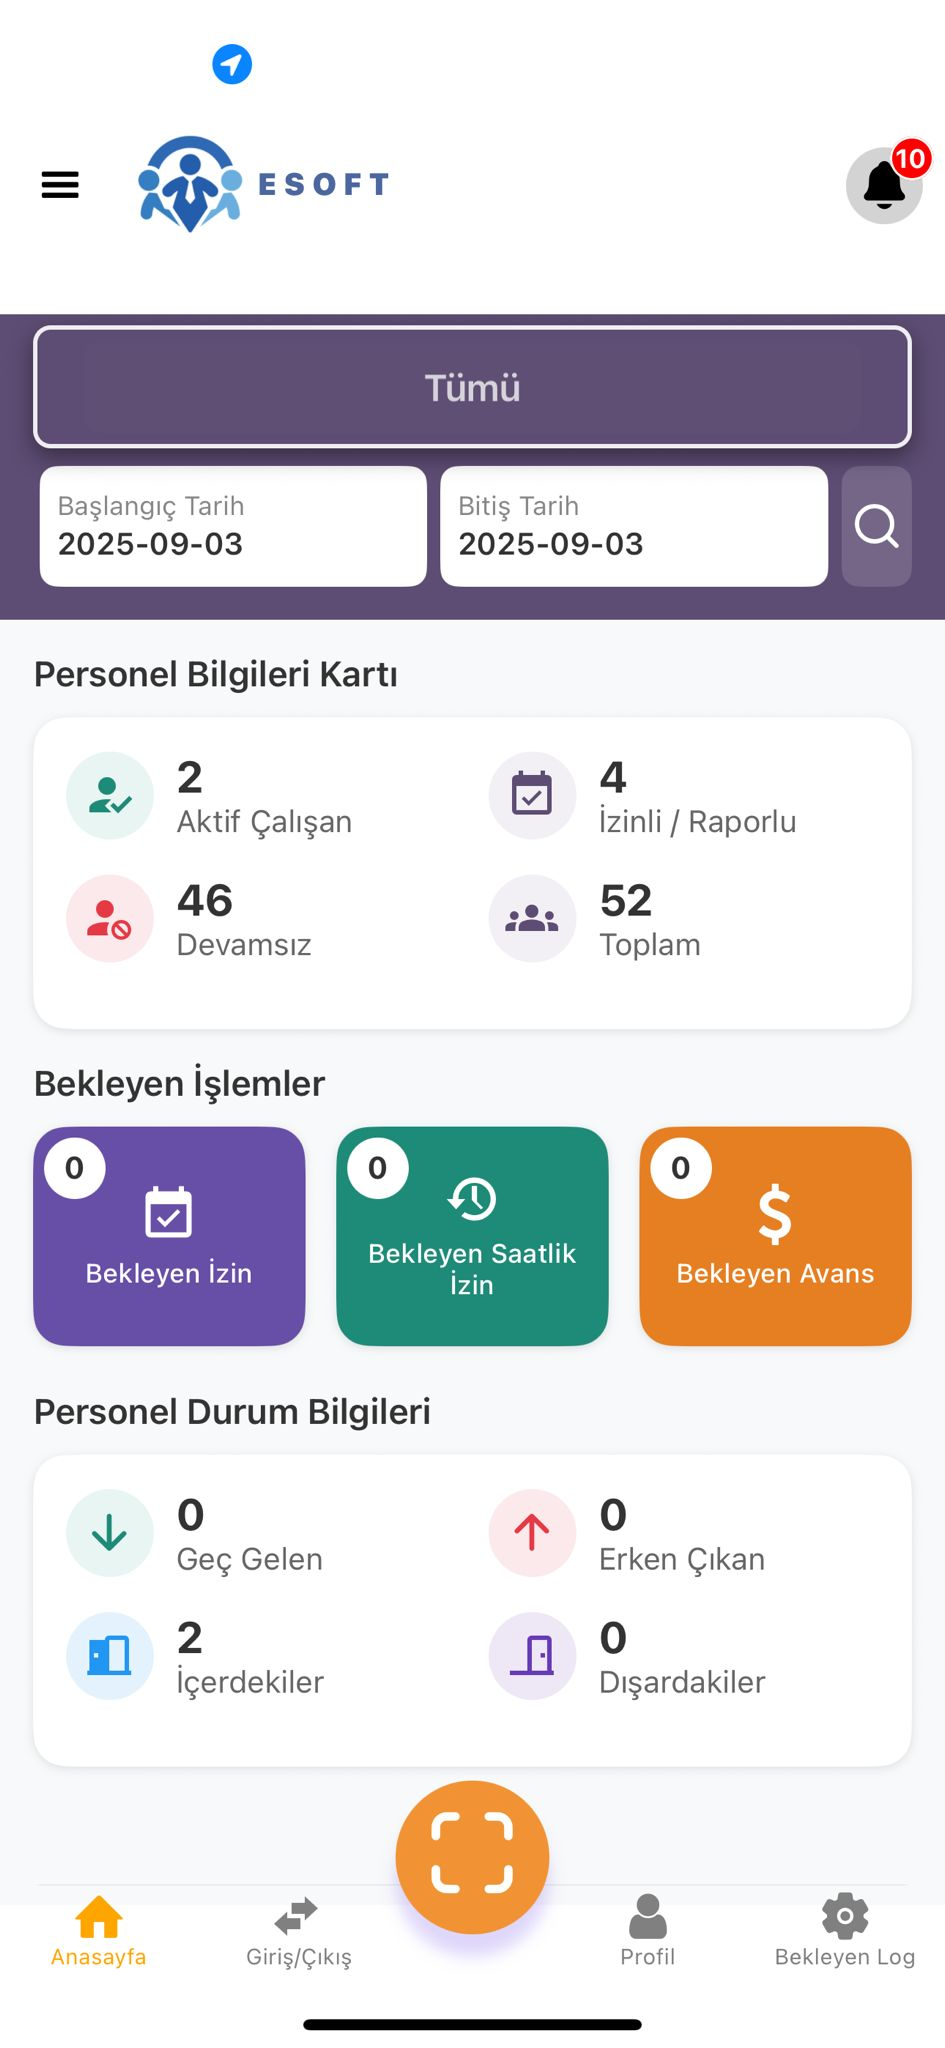 ESOFT
10
Tümü
Başlangıç Tarih
2025-09-03
Bitiş Tarih
2025-09-03
Personel Bilgileri Kartı
2
Aktif Çalışan
4
İzinli / Raporlu
46
Devamsız
52
Toplam
Bekleyen İşlemler
0
Bekleyen İzin
0
Bekleyen Saatlik
İzin
0
Bekleyen Avans
Personel Durum Bilgileri
0
Geç Gelen
0
Erken Çıkan
2
İçerdekiler
0
Dışardakiler
Anasayfa
Giriş/Çıkış
Profil
Bekleyen Log